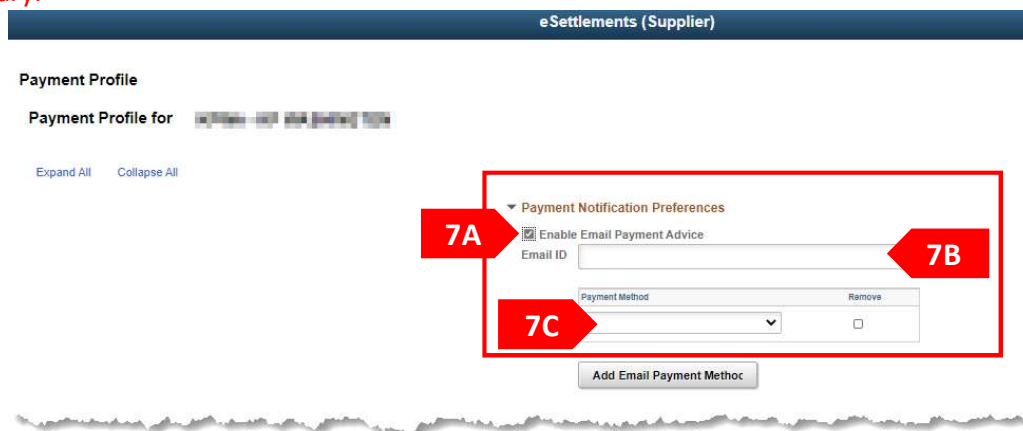 eSettlements (Supplier)
Payment Profile
Payment Profile for
Expand All Collapse All
Payment Notification Preferences
7A
Enable Email Payment Advice
Email ID
7B
Payment Method Remove
7C
Add Email Payment Method